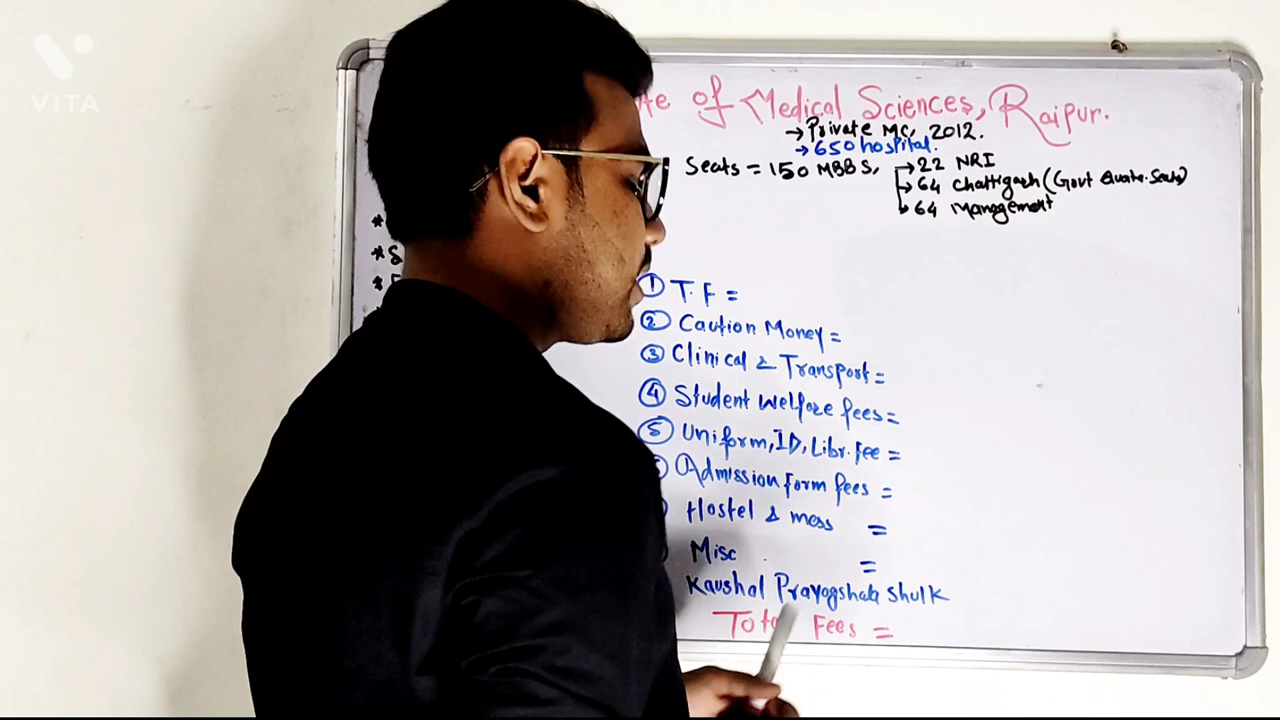 VITA
te of Medical Sciences, Raipur.
→ Private MC, 2012.
→ 650 hospital.
Seats = 150 MBBS, → 22 NRI
→ 64 Chattigarh (Govt Seats)
→ 64 Management
*
*S
*
① T.F =
② Caution Money =
③ Clinical & Transport =
④ Student Welfare fees =
⑤ Uniform, ID, Libr. Fee =
Admission form fees =
Hostel & mess =
Misc =
Kaushal Prayogshala Shulk
Total Fees =